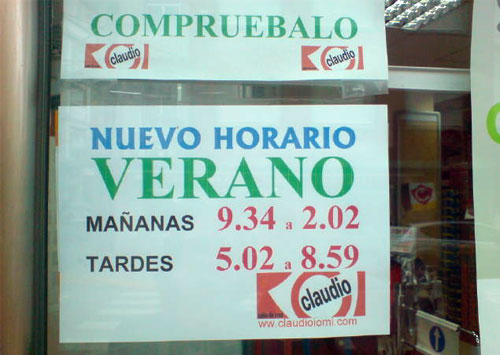 COMPRUEBALO
claudio claudio
NUEVO HORARIO
VERANO
MAÑANAS 9.34 a 2.02
TARDES 5.02 a 8.59
claudio
www.claudioiomi.com